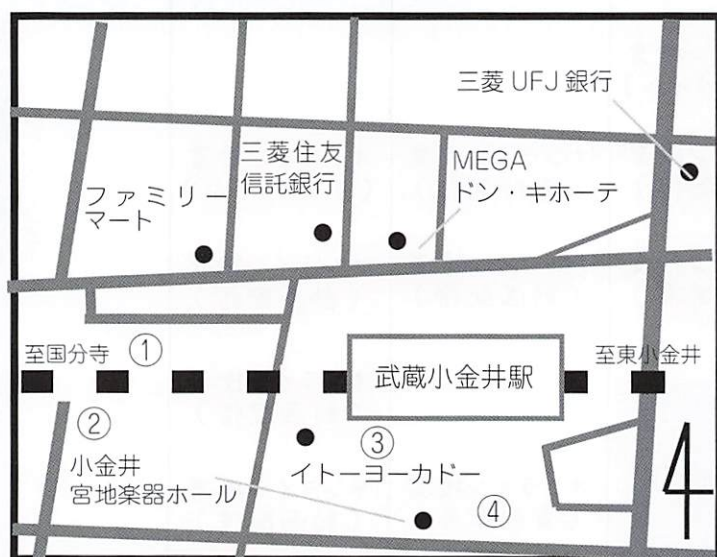 三菱 UFJ 銀行
三菱住友
信託銀行
MEGA
ドン・キホーテ
ファミリー
マート
至国分寺
①
武蔵小金井駅
至東小金井
②
③
小金井
宮地楽器ホール
イトーヨーカドー
④